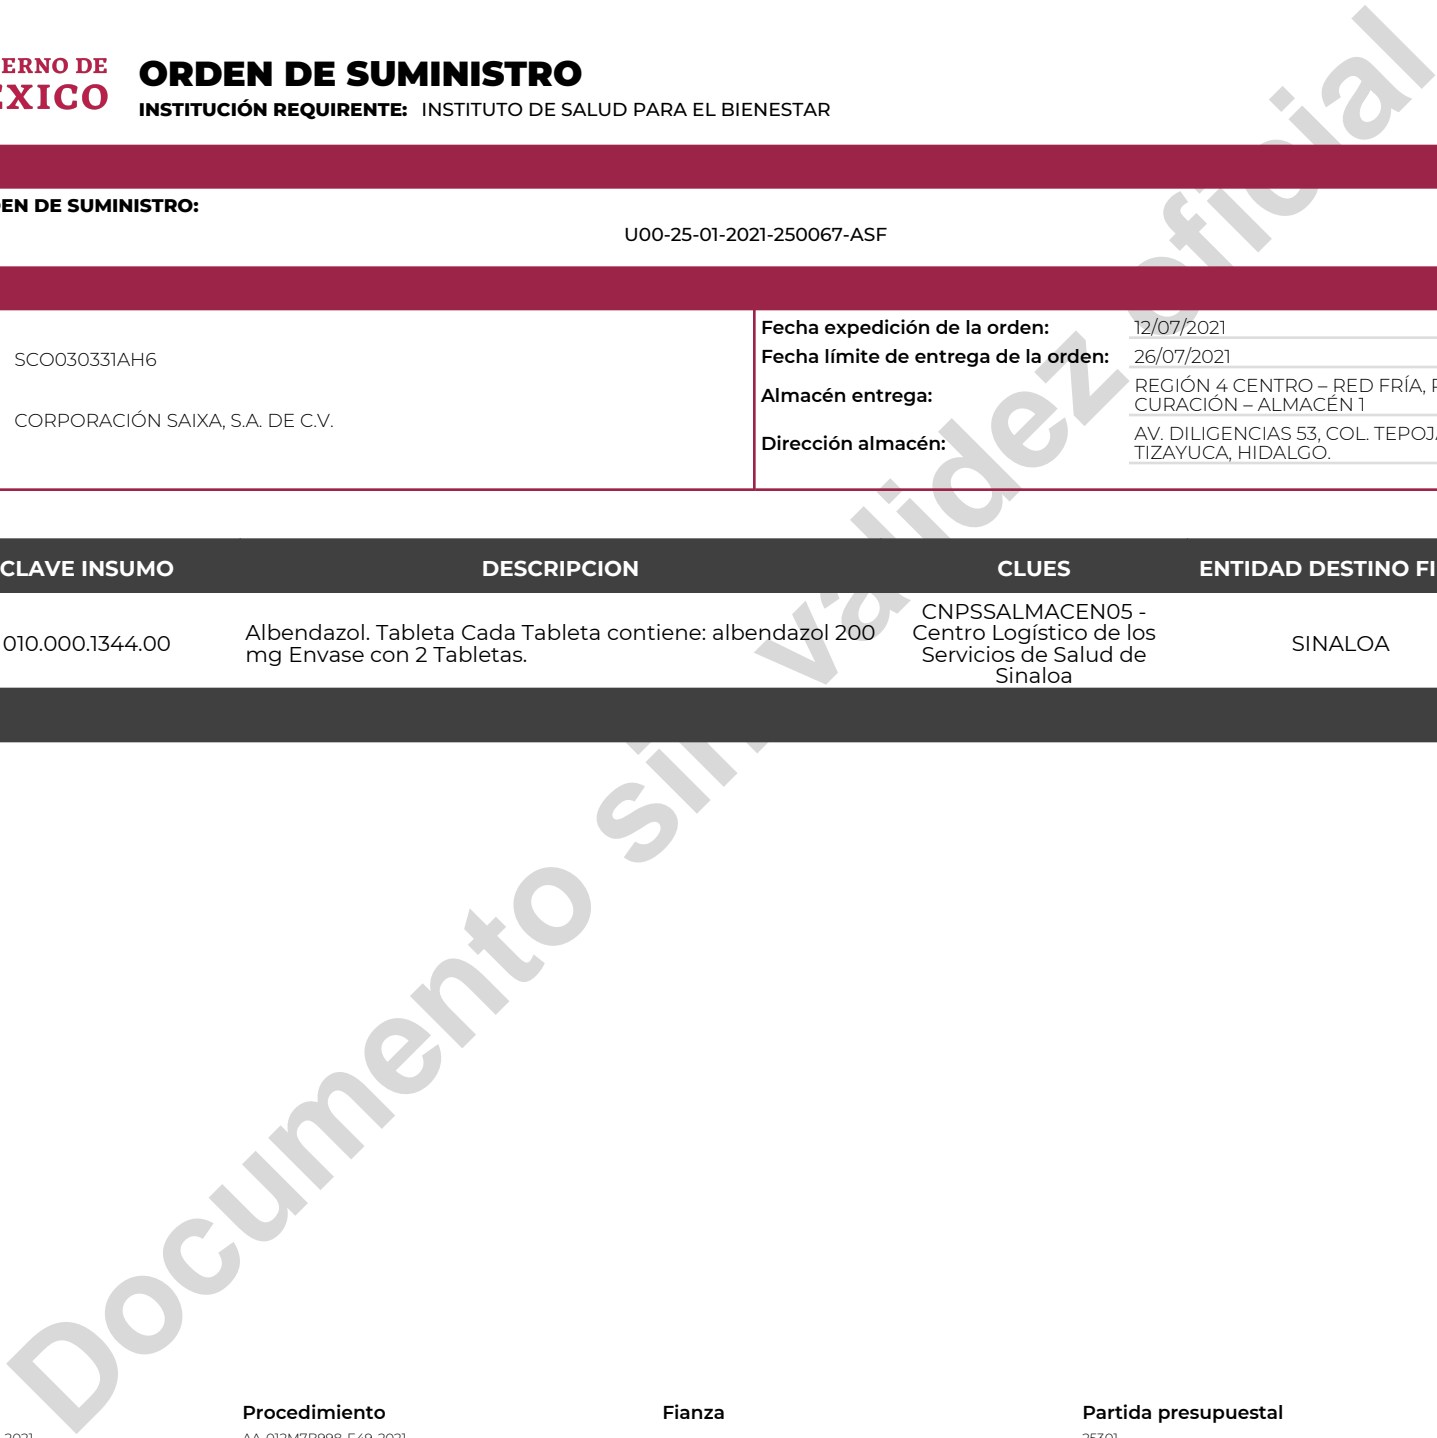 ERNO DE
ÉXICO
ORDEN DE SUMINISTRO
INSTITUCIÓN REQUIRENTE: INSTITUTO DE SALUD PARA EL BIENESTAR
EN DE SUMINISTRO:
U00-25-01-2021-250067-ASF
SCO030331AH6
CORPORACIÓN SAIXA, S.A. DE C.V.
Fecha expedición de la orden: 12/07/2021
Fecha límite de entrega de la orden: 26/07/2021
Almacén entrega: REGIÓN 4 CENTRO – RED FRÍA,
CURACIÓN – ALMACÉN 1
Dirección almacén: AV. DILIGENCIAS 53, COL. TEPOJA
TIZAYUCA, HIDALGO.
CLAVE INSUMO DESCRIPCION CLUES ENTIDAD DESTINO FI
010.000.1344.00
Albendazol. Tableta Cada Tableta contiene: albendazol 200
mg Envase con 2 Tabletas.
CNPSSALMACEN05 -
Centro Logístico de los
Servicios de Salud de
Sinaloa
SINALOA
Documento sin validez oficial
Procedimiento Fianza Partida presupuestal